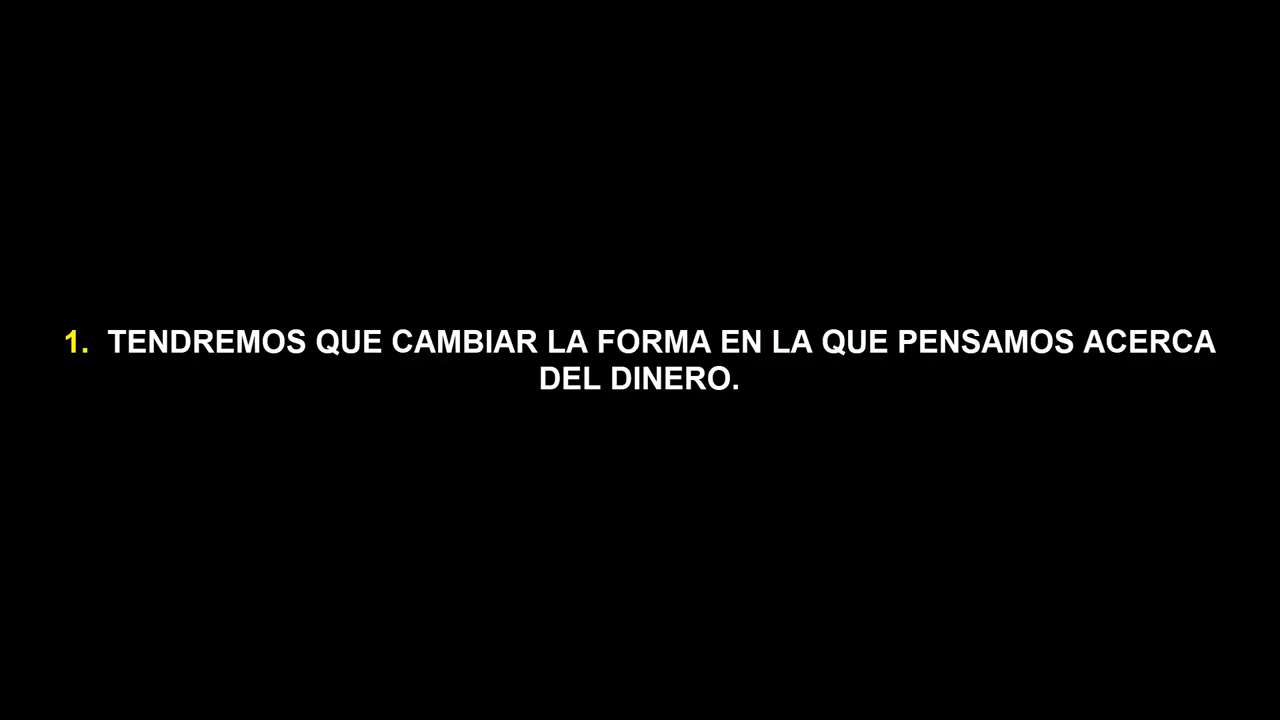 1. TENDREMOS QUE CAMBIAR LA FORMA EN LA QUE PENSAMOS ACERCA
DEL DINERO.